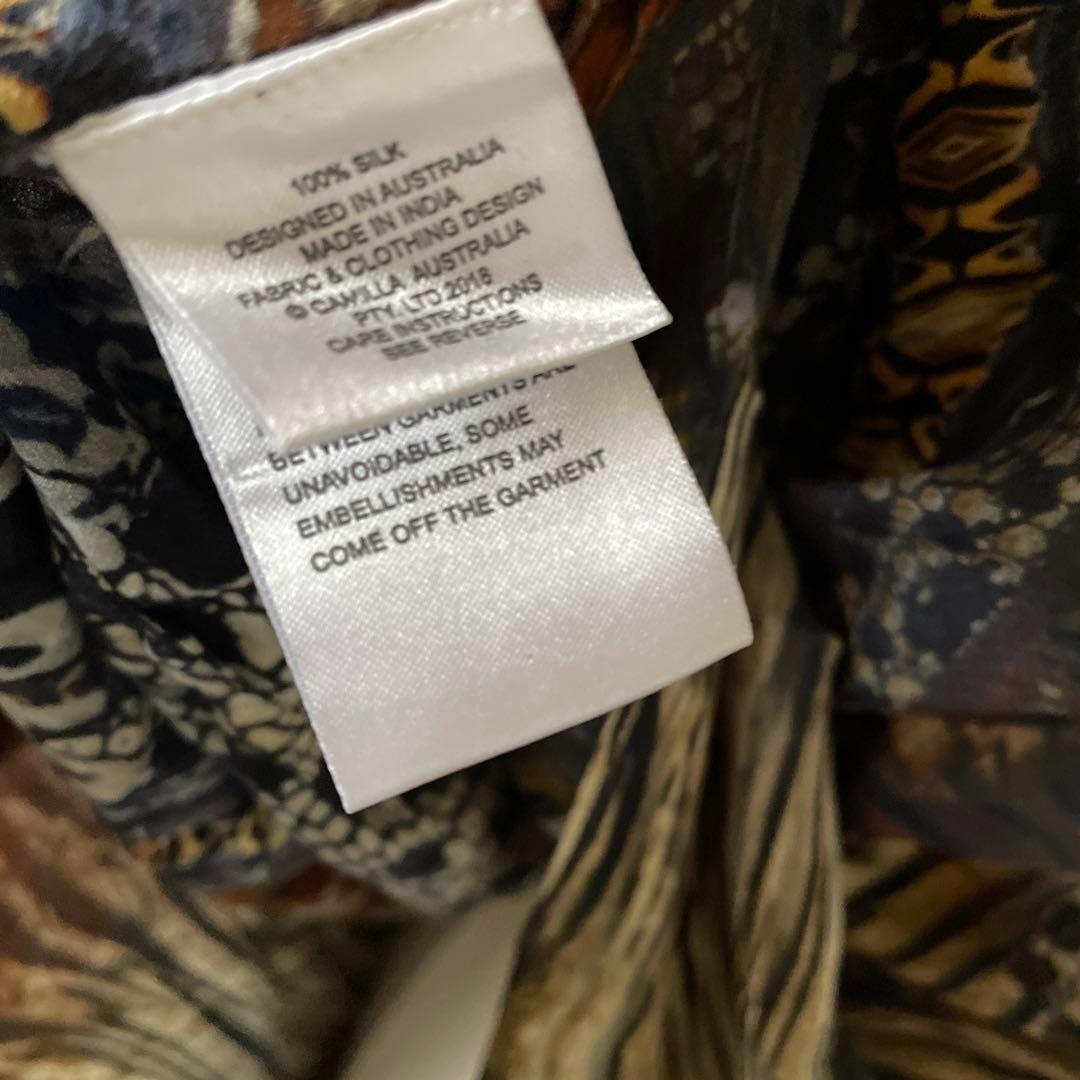 100% SILK
DESIGNED IN AUSTRALIA
MADE IN INDIA
FABRIC & CLOTHING DESIGN
© CAMILLA AUSTRALIA
PTY. LTD 2018
CARE INSTRUCTIONS
SEE REVERSE
BETWEEN GARMENTS ARE
UNAVOIDABLE, SOME
EMBELLISHMENTS MAY
COME OFF THE GARMENT